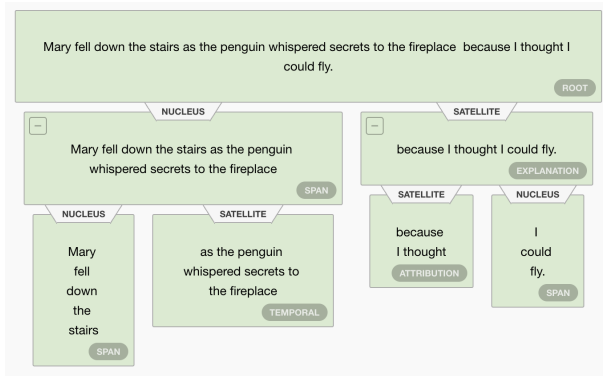 Mary fell down the stairs as the penguin whispered secrets to the fireplace because I thought I
could fly.
ROOT
NUCLEUS
Mary fell down the stairs as the penguin
whispered secrets to the fireplace
SPAN
SATELLITE
because I thought I could fly.
EXPLANATION
NUCLEUS
Mary
fell
down
the
stairs
SPAN
SATELLITE
as the penguin
whispered secrets to
the fireplace
TEMPORAL
SATELLITE
because
I thought
ATTRIBUTION
NUCLEUS
I
could
fly.
SPAN